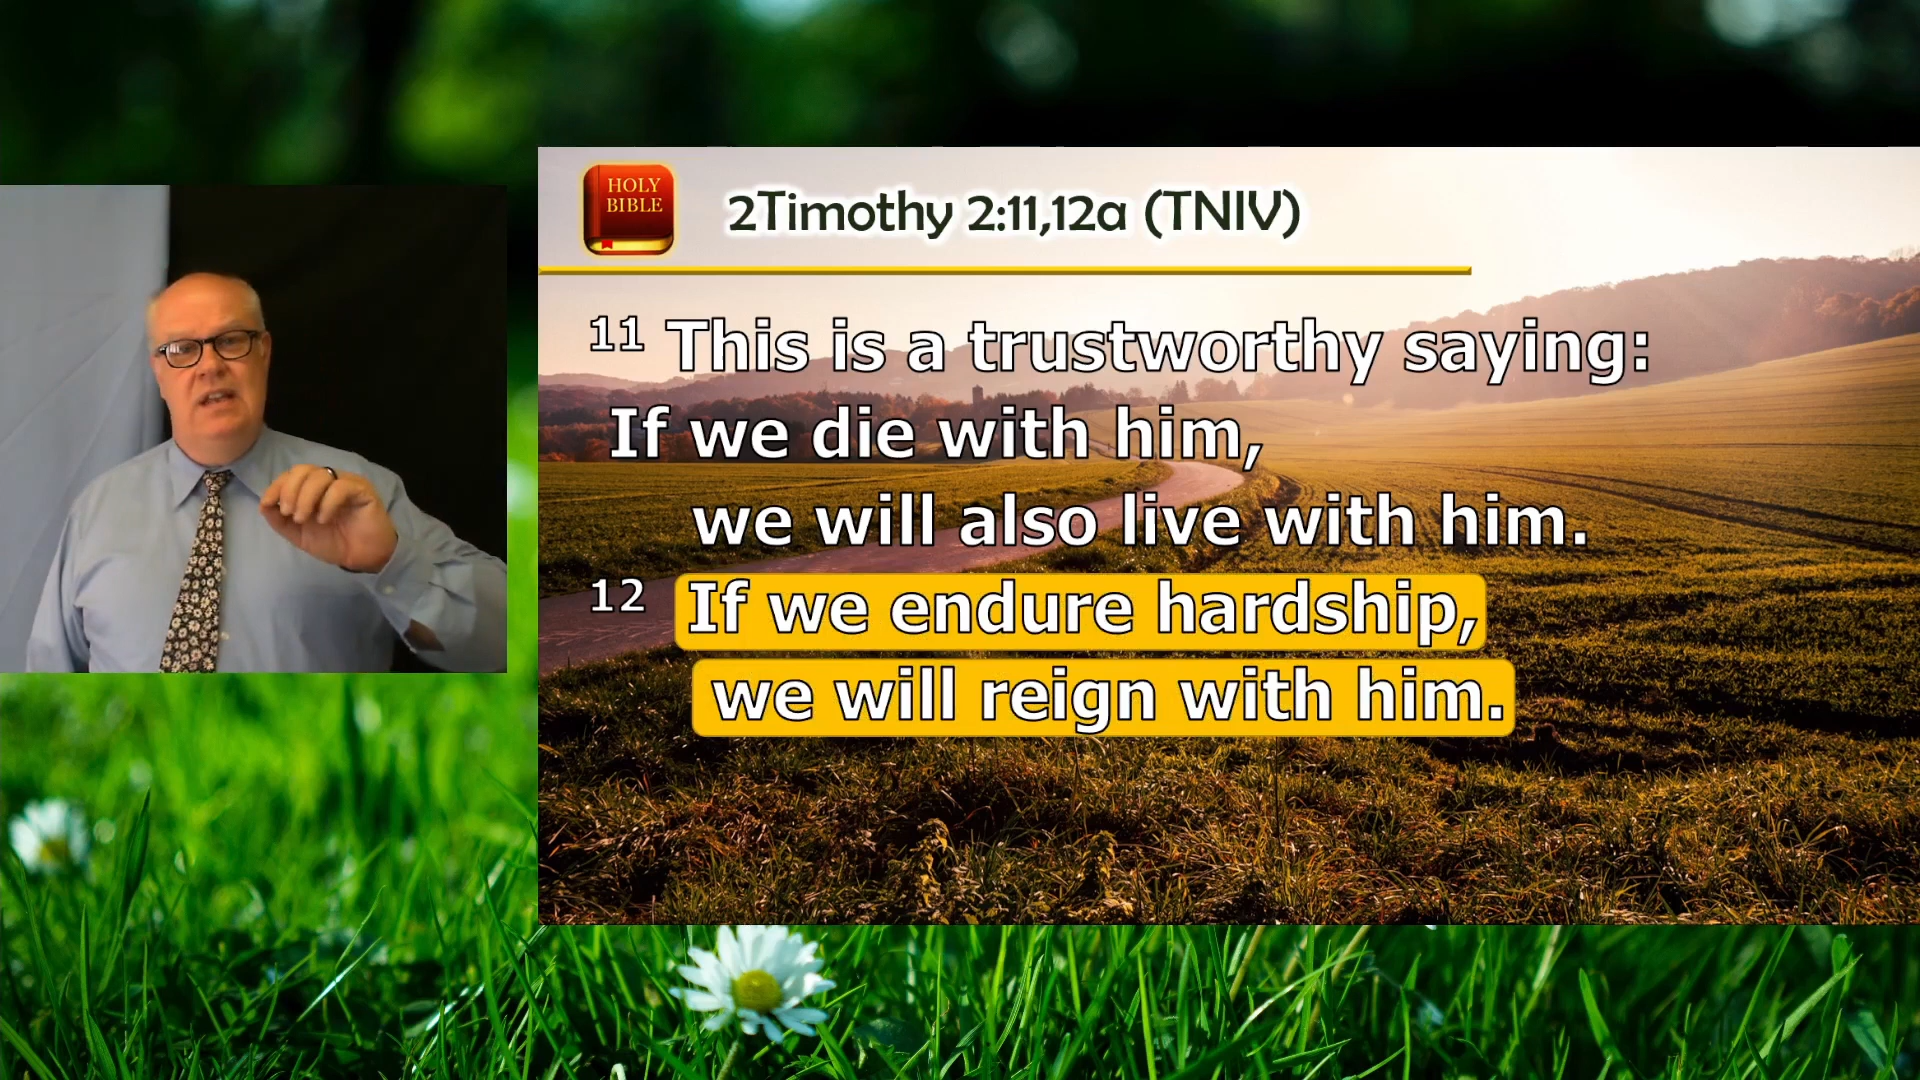 HOLY
BIBLE
2Timothy 2:11,12a (TNIV)
11 This is a trustworthy saying:
If we die with him,
we will also live with him.
12 If we endure hardship,
we will reign with him.